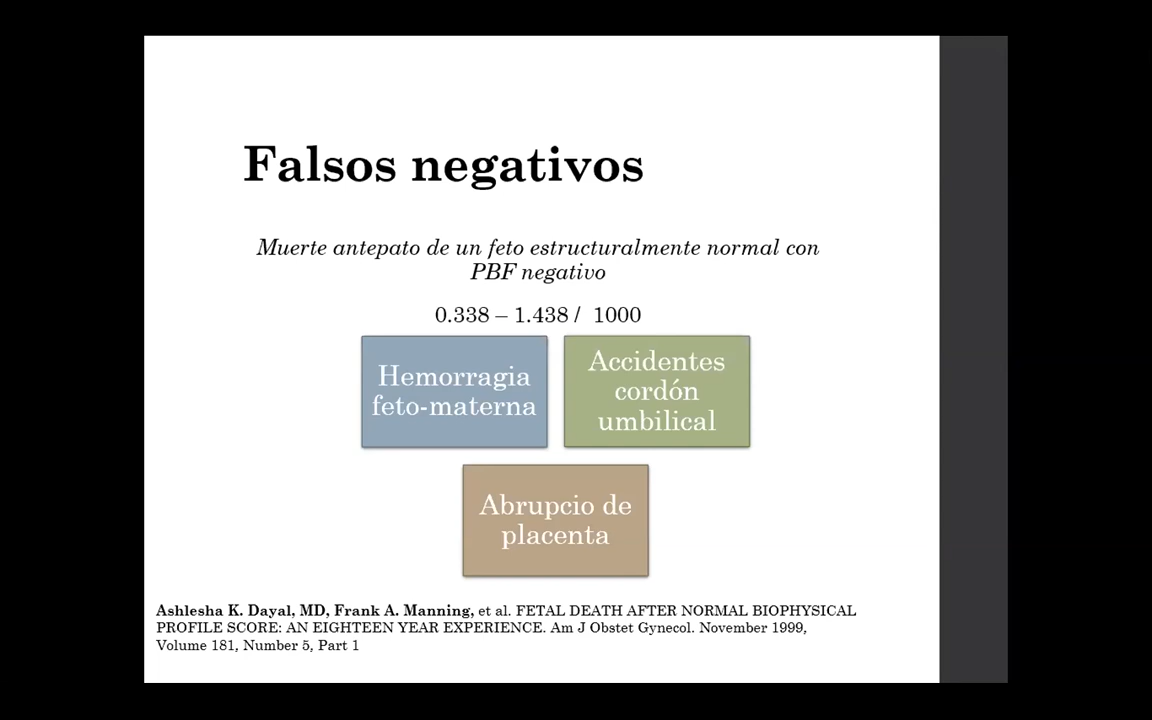 Falsos negativos
Muerte antepato de un feto estructuralmente normal con
PBF negativo
0.338 – 1.438 / 1000
Hemorragia
feto-materna
Accidentes
cordón
umbilical
Abrupcio de
placenta
Ashlesha K. Dayal, MD, Frank A. Manning, et al. FETAL DEATH AFTER NORMAL BIOPHYSICAL
PROFILE SCORE: AN EIGHTEEN YEAR EXPERIENCE. Am J Obstet Gynecol. November 1999,
Volume 181, Number 5, Part 1